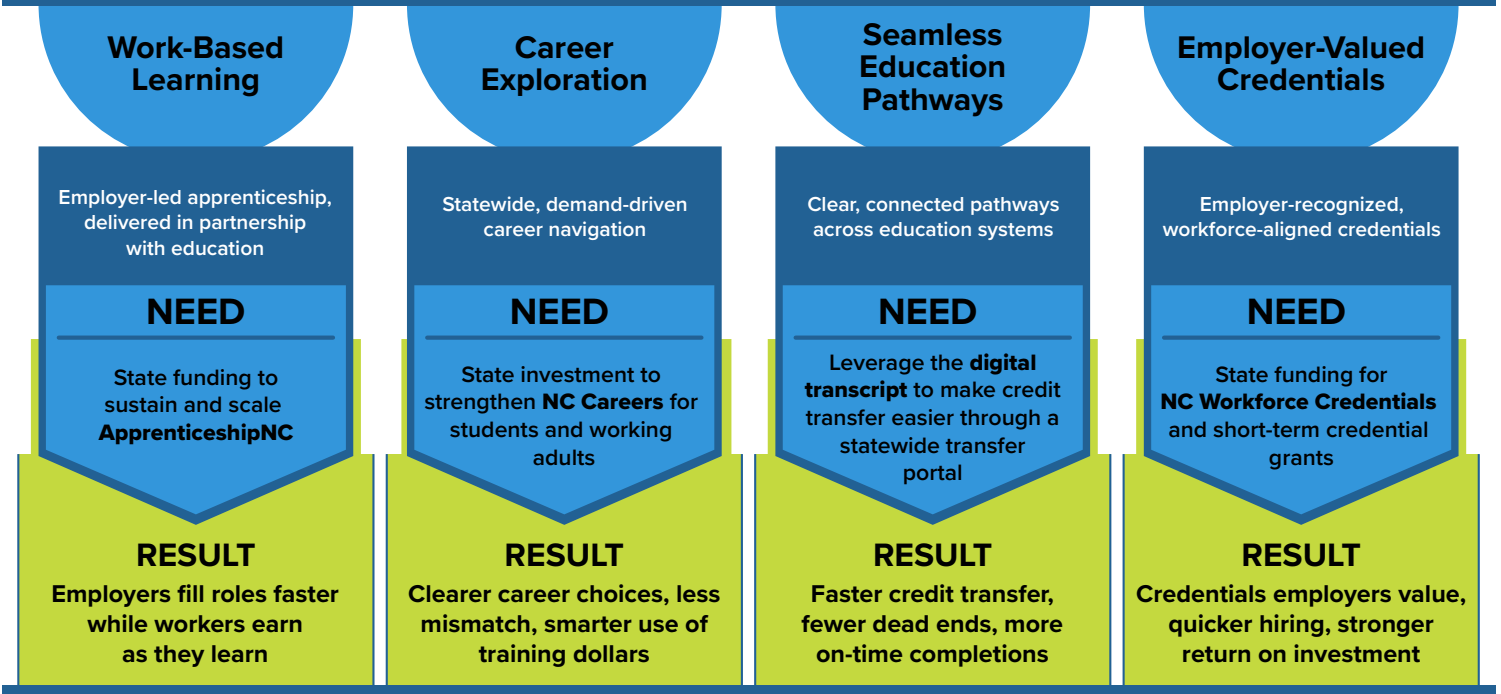 Work-Based
Learning
Employer-led apprenticeship,
delivered in partnership
with education
NEED
State funding to
sustain and scale
ApprenticeshipNC
RESULT
Employers fill roles faster
while workers earn
as they learn
Career
Exploration
Statewide, demand-driven
career navigation
NEED
State investment to
strengthen NC Careers for
students and working
adults
RESULT
Clearer career choices, less
mismatch, smarter use of
training dollars
Seamless
Education
Pathways
Clear, connected pathways
across education systems
NEED
Leverage the digital
transcript to make credit
transfer easier through a
statewide transfer
portal
RESULT
Faster credit transfer,
fewer dead ends, more
on-time completions
Employer-Valued
Credentials
Employer-recognized,
workforce-aligned credentials
NEED
State funding for
NC Workforce Credentials
and short-term credential
grants
RESULT
Credentials employers value,
quicker hiring, stronger
return on investment